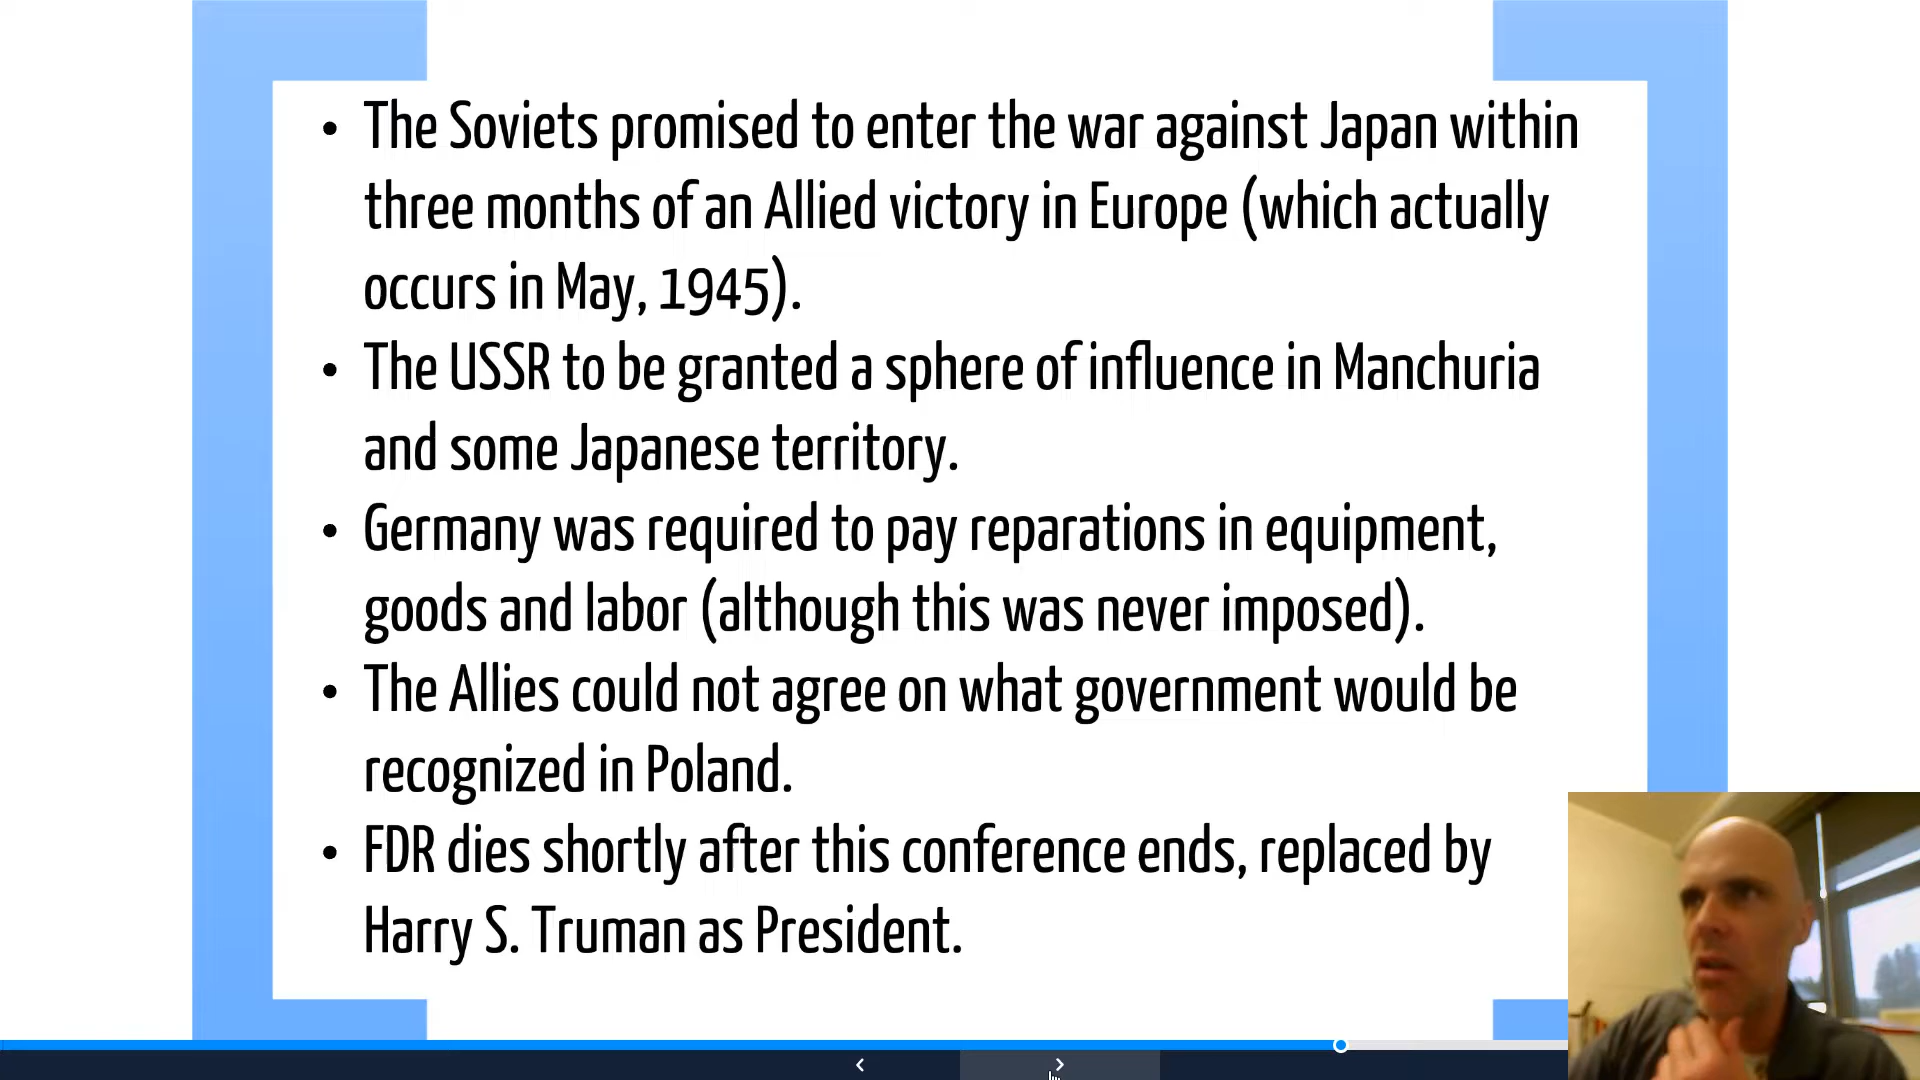 • The Soviets promised to enter the war against Japan within
three months of an Allied victory in Europe (which actually
occurs in May, 1945).
• The USSR to be granted a sphere of influence in Manchuria
and some Japanese territory.
• Germany was required to pay reparations in equipment,
goods and labor (although this was never imposed).
• The Allies could not agree on what government would be
recognized in Poland.
• FDR dies shortly after this conference ends, replaced by
Harry S. Truman as President.